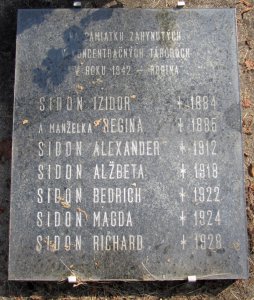 NA PAMIATKU ZAHYNUTÝCH
V KONCENTRAČNÝCH TÁBOROCH
V ROKU 1942 - RODINA
SIDON IZIDOR * 1884
A MANŽELKA REGINA * 1885
SIDON ALEXANDER * 1912
SIDON ALŽBETA * 1918
SIDON BEDRICH * 1922
SIDON MAGDA * 1924
SIDON RICHARD * 1928